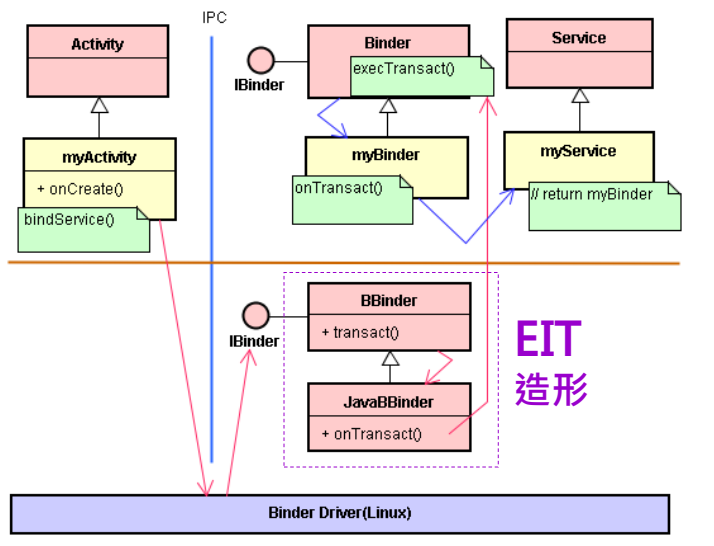 IPC
Activity
myActivity
+ onCreate()
bindService()
IBinder
Binder
execTransact()
myBinder
onTransact()
Service
myService
// return myBinder
IBinder
BBinder
+ transact()
JavaBBinder
+ onTransact()
EIT
造形
Binder Driver(Linux)